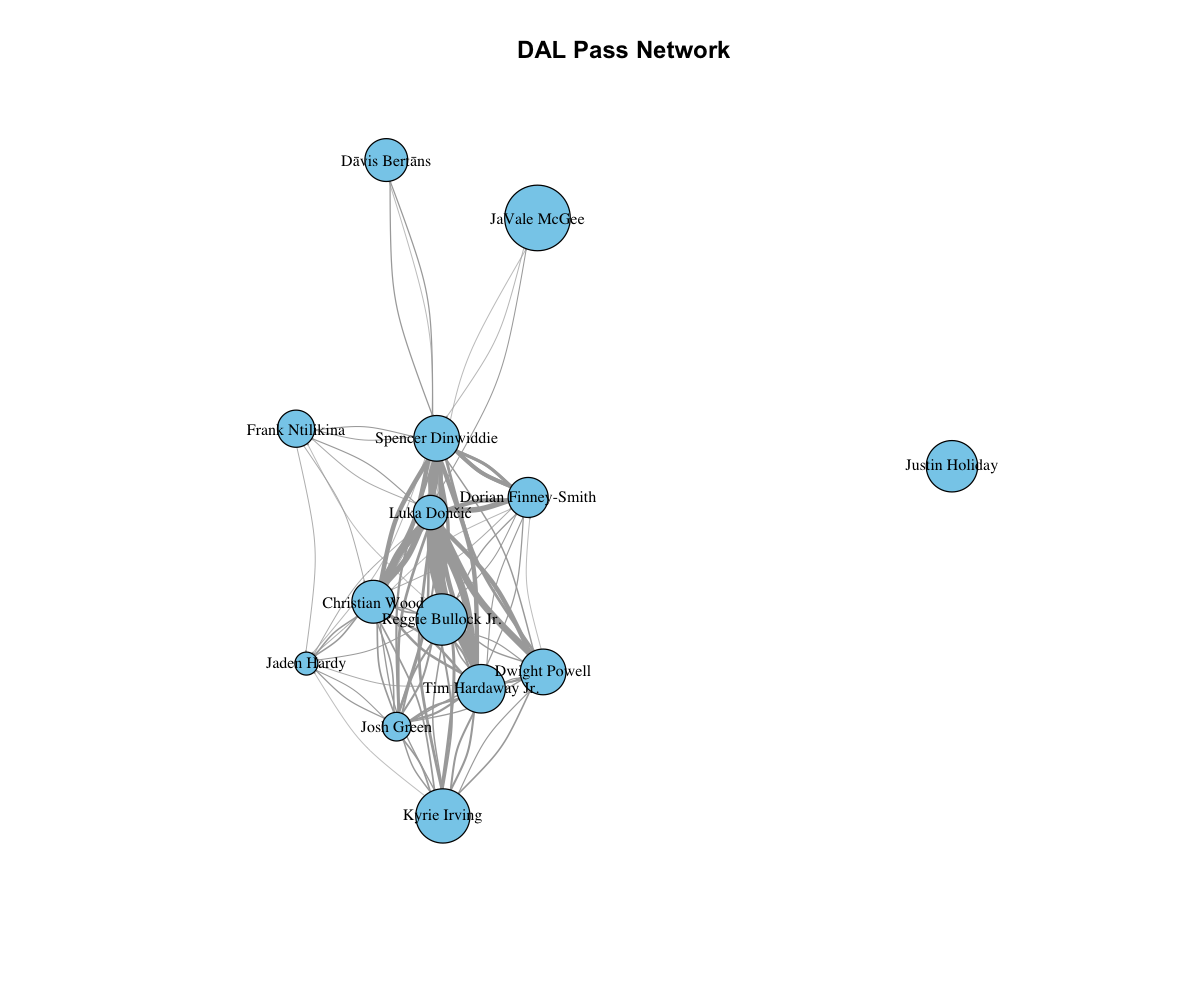 DAL Pass Network
Dāvis Bertāns
JaVale McGee
Frank Ntilikina
Spencer Dinwiddie
Justin Holiday
Dorian Finney-Smith
Luka Dončić
Christian Wood
Reggie Bullock Jr.
Jaden Hardy
Dwight Powell
Tim Hardaway Jr.
Josh Green
Kyrie Irving